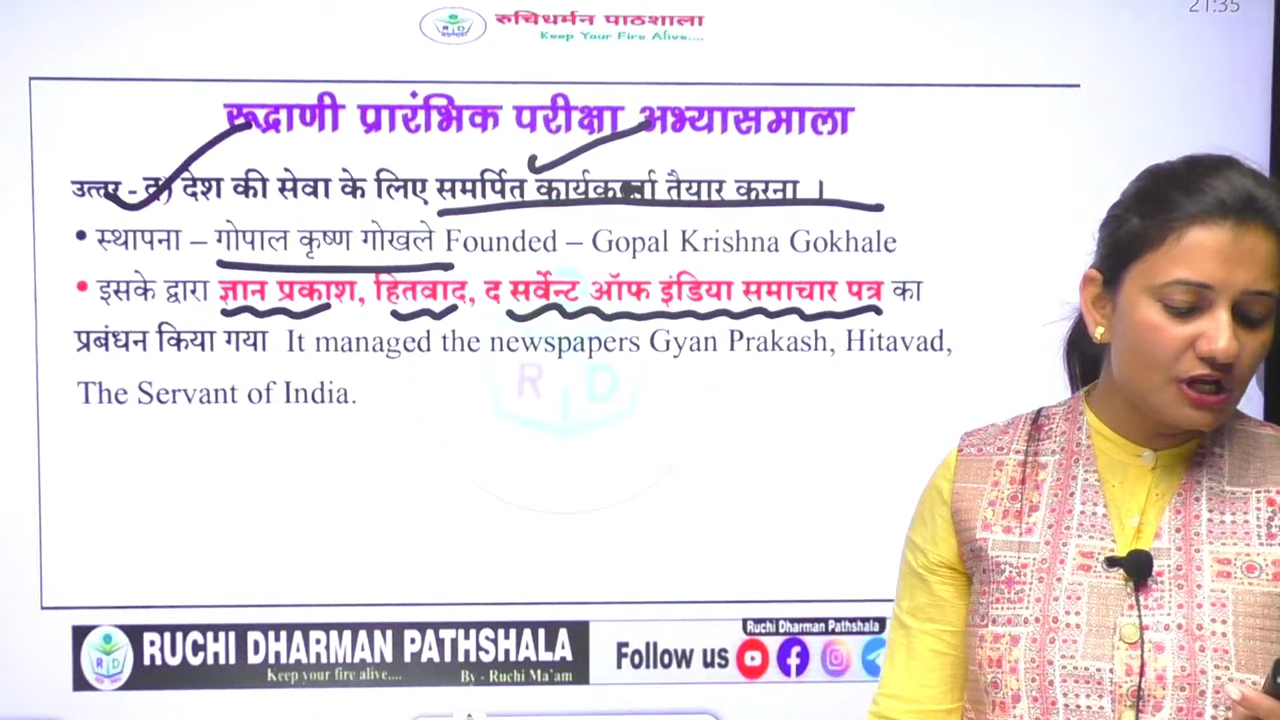 21:35
रुचिधर्मन पाठशाला
Keep Your Fire Alive....
रूद्राणी प्रारंभिक परीक्षा अभ्यासमाला
उत्तर - द) देश की सेवा के लिए समर्पित कार्यकर्ता तैयार करना ।
• स्थापना – गोपाल कृष्ण गोखले Founded – Gopal Krishna Gokhale
• इसके द्वारा ज्ञान प्रकाश, हितवाद, द सर्वेन्ट ऑफ इंडिया समाचार पत्र का
प्रबंधन किया गया It managed the newspapers Gyan Prakash, Hitavad,
The Servant of India.
R D
RUCHI DHARMAN PATHSHALA
Keep your fire alive.... By - Ruchi Ma'am
Follow us
Ruchi Dharman Pathshala